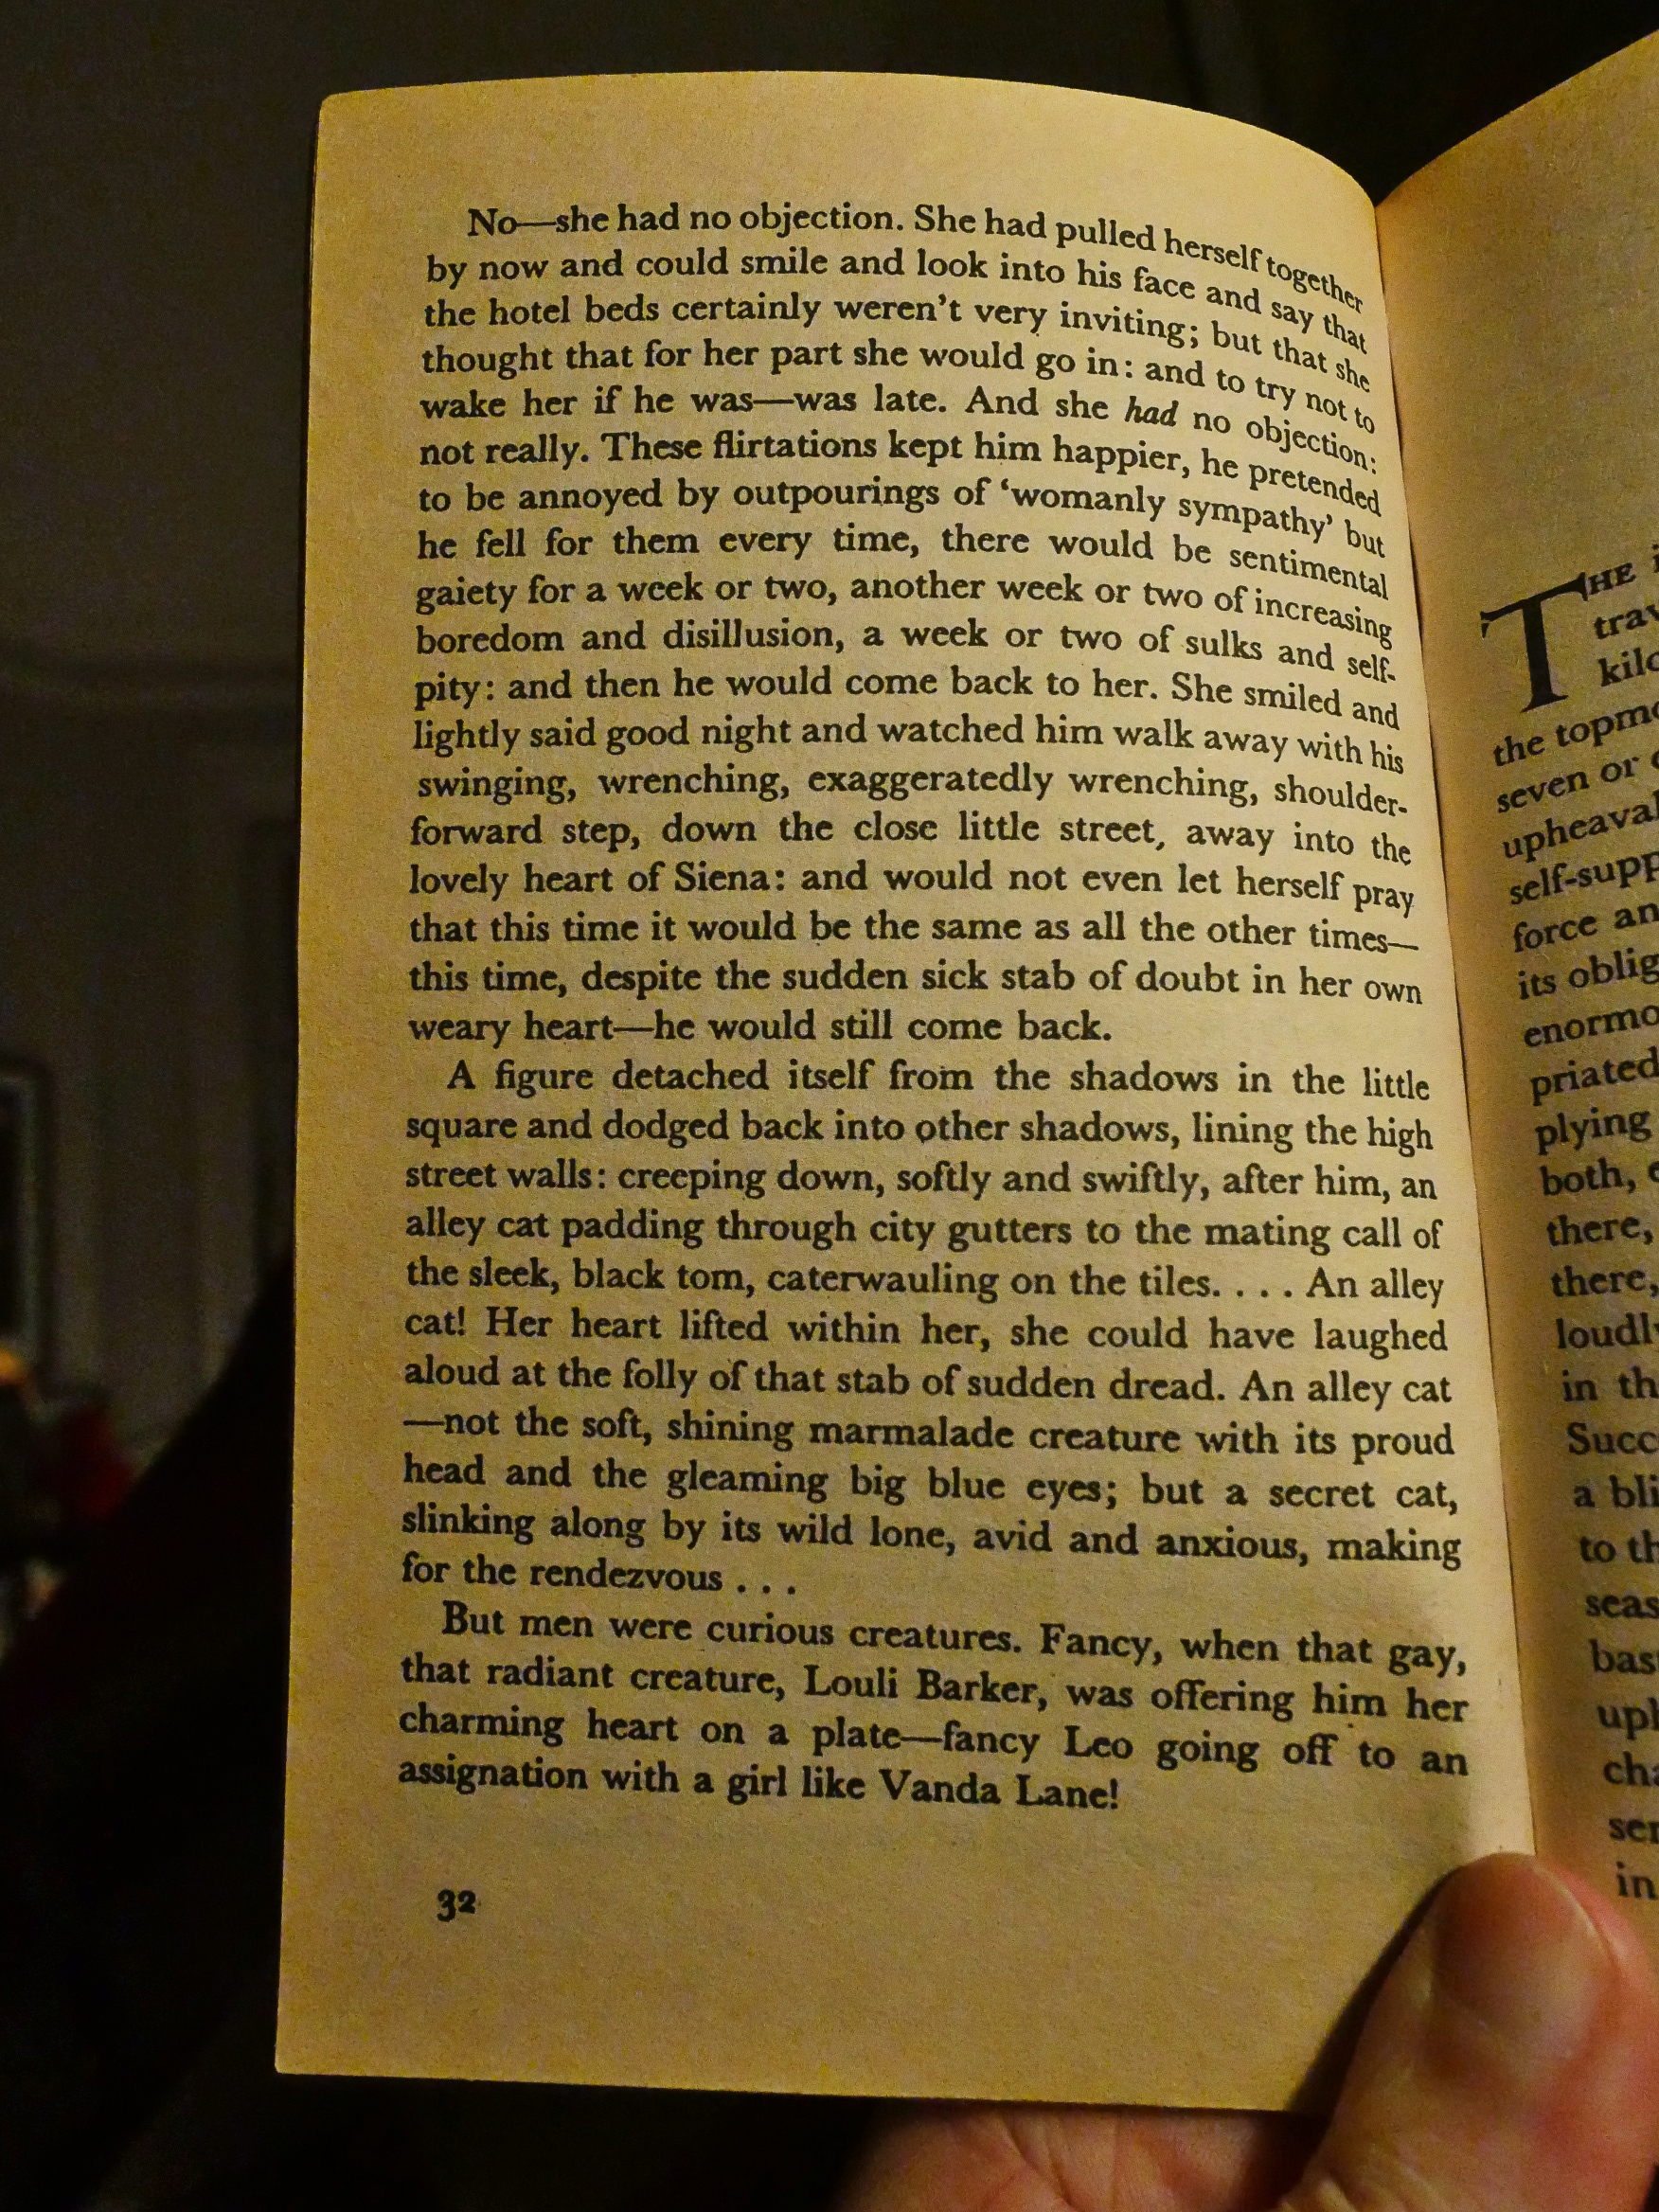 No—she had no objection. She had pulled herself together
by now and could smile and look into his face and say that
the hotel beds certainly weren't very inviting; but that she
thought that for her part she would go in: and to try not to
wake her if he was—was late. And she had no objection:
not really. These flirtations kept him happier, he pretended
to be annoyed by outpourings of ‘womanly sympathy’ but
he fell for them every time, there would be sentimental
gaiety for a week or two, another week or two of increasing
boredom and disillusion, a week or two of sulks and self-
pity: and then he would come back to her. She smiled and
lightly said good night and watched him walk away with his
swinging, wrenching, exaggeratedly wrenching, shoulder-
forward step, down the close little street, away into the
lovely heart of Siena: and would not even let herself pray
that this time it would be the same as all the other times—
this time, despite the sudden sick stab of doubt in her own
weary heart—he would still come back.
A figure detached itself from the shadows in the little
square and dodged back into other shadows, lining the high
street walls: creeping down, softly and swiftly, after him, an
alley cat padding through city gutters to the mating call of
the sleek, black tom, caterwauling on the tiles. . . . An alley
cat! Her heart lifted within her, she could have laughed
aloud at the folly of that stab of sudden dread. An alley cat
—not the soft, shining marmalade creature with its proud
head and the gleaming big blue eyes; but a secret cat,
slinking along by its wild lone, avid and anxious, making
for the rendezvous . . .
But men were curious creatures. Fancy, when that gay,
that radiant creature, Louli Barker, was offering him her
charming heart on a plate—fancy Leo going off to an
assignation with a girl like Vanda Lane!
32
THE
the
seven or
self-supp
force
its
plying
both,
there,
there,
in
a
to
in